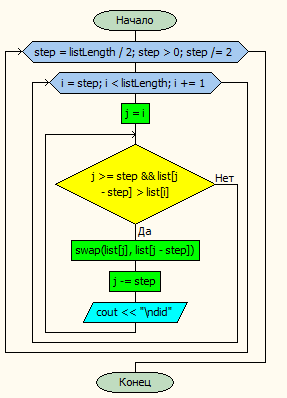 Начало
step = listLength / 2; step > 0; step /= 2
i = step; i < listLength; i += 1
j = i
j >= step && list[j
- step] > list[i]
Нет
Да
swap(list[j], list[j - step])
j -= step
cout << "\ndid"
Конец